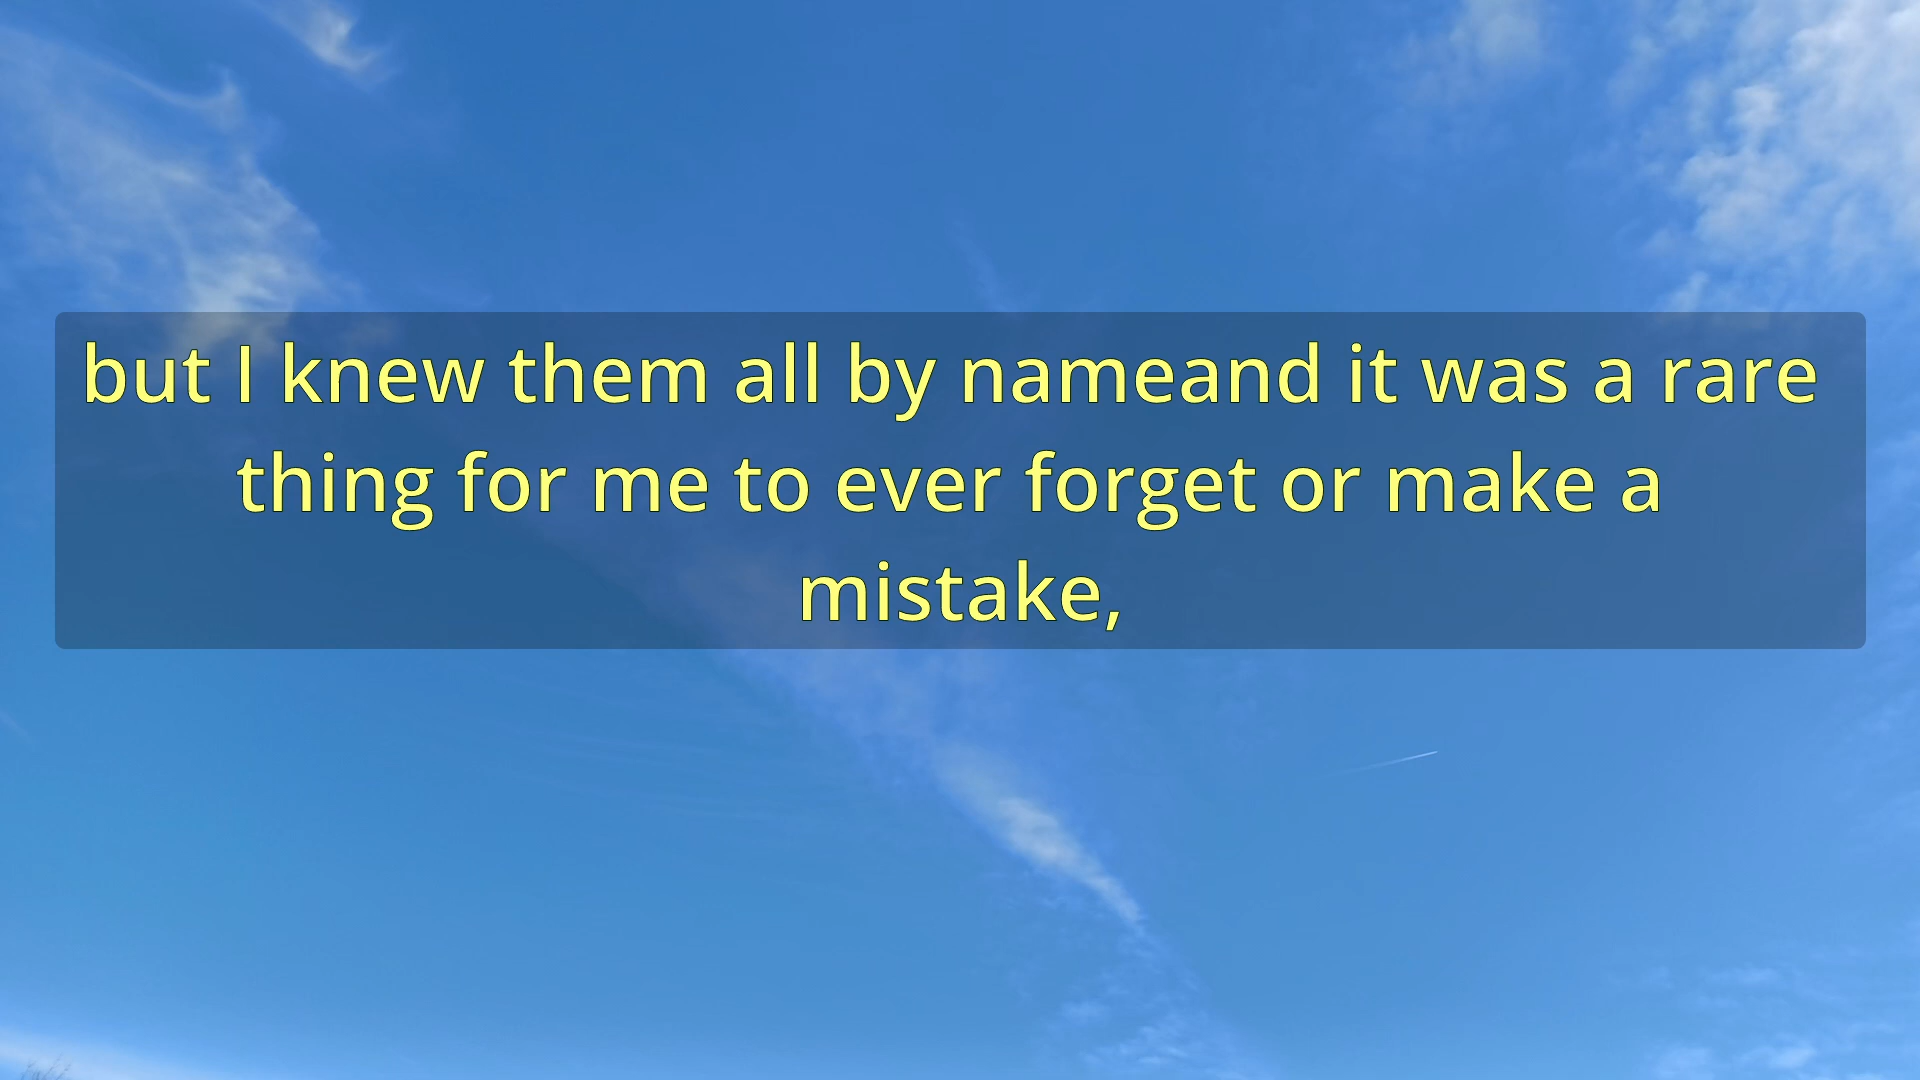 but I knew them all by nameand it was a rare
thing for me to ever forget or make a
mistake,